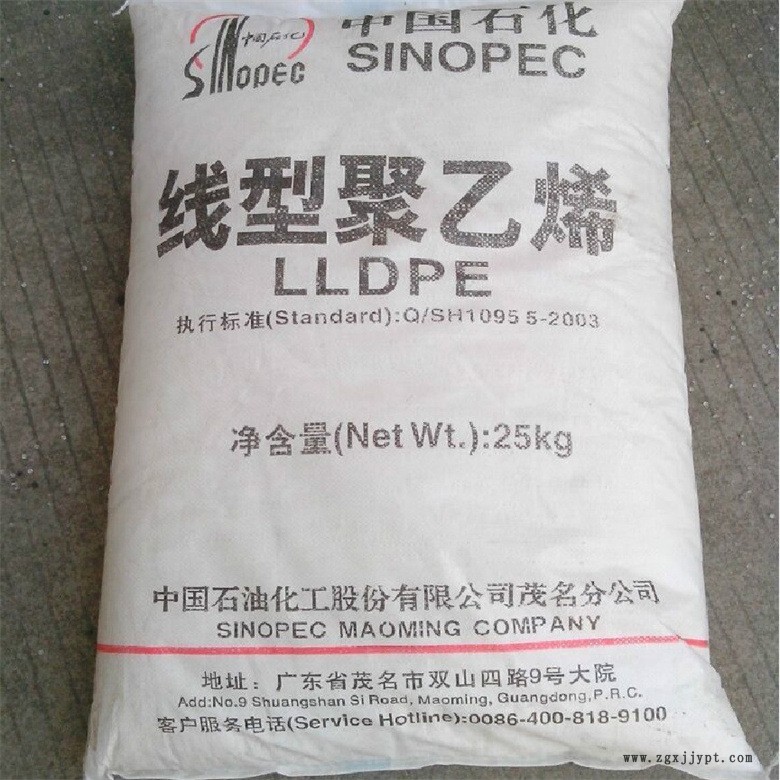 中国石化
SINOPEC
中国石化
SINOPEC
线型聚乙烯
LLDPE
执行标准(Standard):Q/SH1095 5-2003
净含量(Net Wt.):25kg
中国石油化工股份有限公司茂名分公司
SINOPEC MAOMING COMPANY
地址：广东省茂名市双山四路9号大院
Add:No.9 Shuangshan Si Road, Maoming, Guangdong,P.R.C.
客户服务电话(Service Hotline):0086-400-818-9100
www.zgxjjypt.com